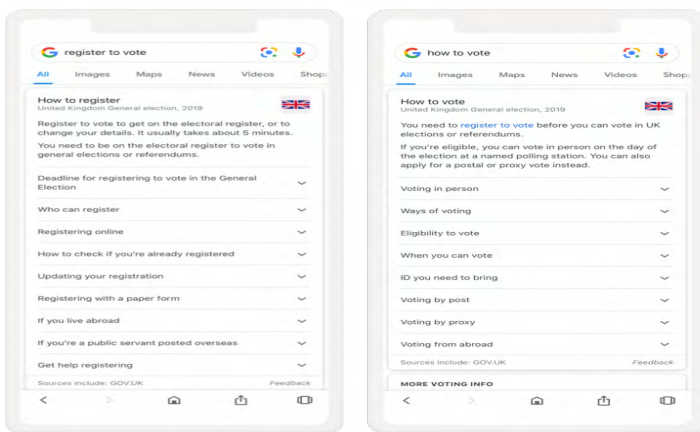 register to vote
All Images Maps News Videos Shop
How to register
United Kingdom General election, 2019
Register to vote to get on the electoral register, or to
change your details. It usually takes about 5 minutes.
You need to be on the electoral register to vote in
general elections or referendums.
Deadline for registering to vote in the General
Election
Who can register
Registering online
How to check if you're already registered
Updating your registration
Registering with a paper form
If you live abroad
If you're a public servant posted overseas
Get help registering
Sources include: GOV.UK Feedback
how to vote
All Images Maps News Videos Shop
How to vote
United Kingdom General election, 2019
You need to register to vote before you can vote in UK
elections or referendums.
If you're eligible, you can vote in person on the day of
the election at a named polling station. You can also
apply for a postal or proxy vote instead.
Voting in person
Ways of voting
Eligibility to vote
When you can vote
ID you need to bring
Voting by post
Voting by proxy
Voting from abroad
Sources include: GOV.UK Feedback
MORE VOTING INFO